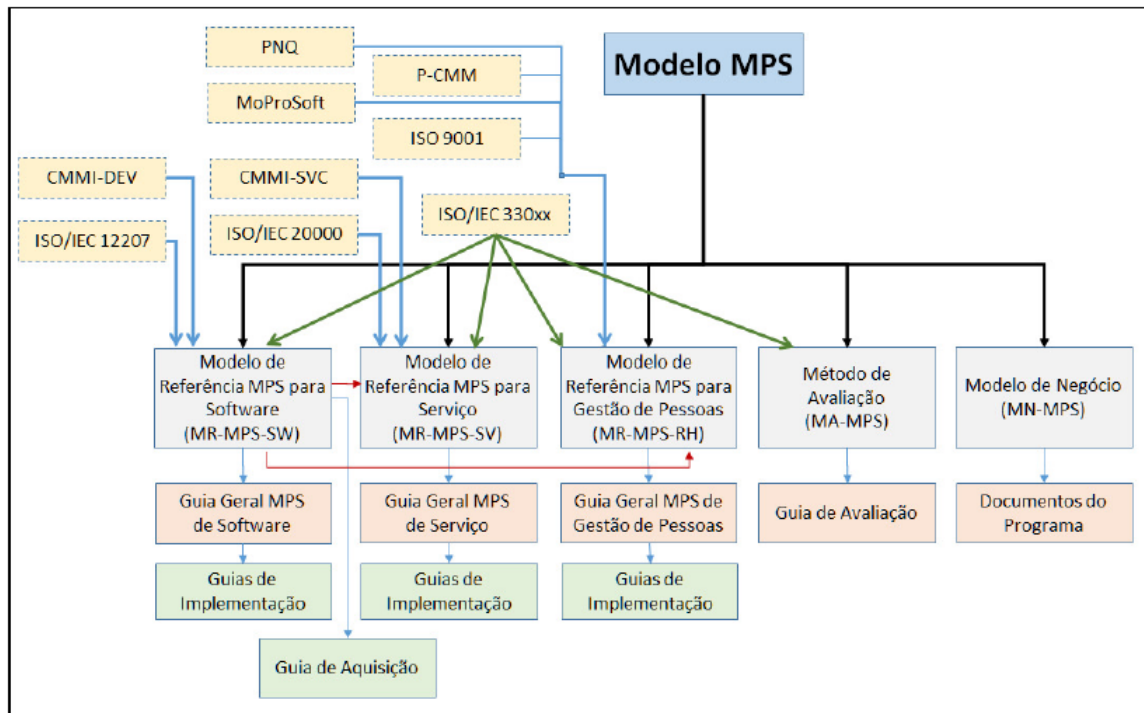 PNQ
Modelo MPS
P-CMM
MoProSoft
ISO 9001
CMMI-DEV
CMMI-SVC
ISO/IEC 330xx
ISO/IEC 12207
ISO/IEC 20000
Modelo de
Referência MPS para
Software
(MR-MPS-SW)
Modelo de
Referência MPS para
Serviço
(MR-MPS-SV)
Modelo de
Referência MPS para
Gestão de Pessoas
(MR-MPS-RH)
Método de
Avaliação
(MA-MPS)
Modelo de Negócio
(MN-MPS)
Guia Geral MPS
de Software
Guia Geral MPS
de Serviço
Guia Geral MPS de
Gestão de Pessoas
Guia de Avaliação
Documentos do
Programa
Guias de
Implementação
Guias de
Implementação
Guias de
Implementação
Guia de Aquisição